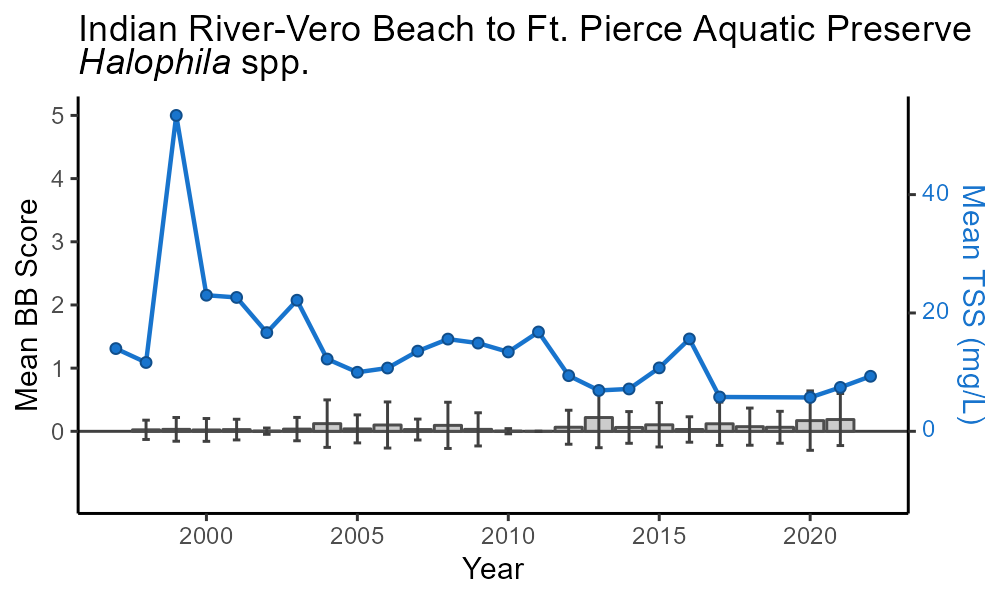 Indian River-Vero Beach to Ft. Pierce Aquatic Preserve
Halophila spp.
Mean BB Score
5
4
3
2
1
0
40
20
0
Mean TSS (mg/L)
2000
2005
2010
2015
2020
Year